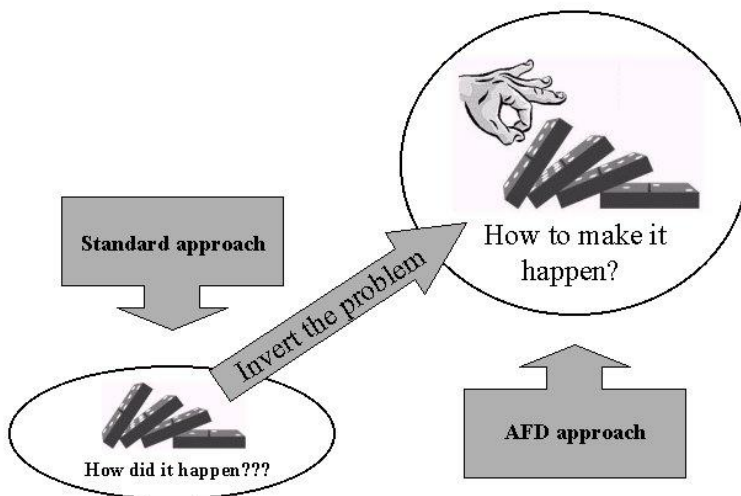 How to make it
happen?
Standard approach
Invert the problem
AFD approach
How did it happen???